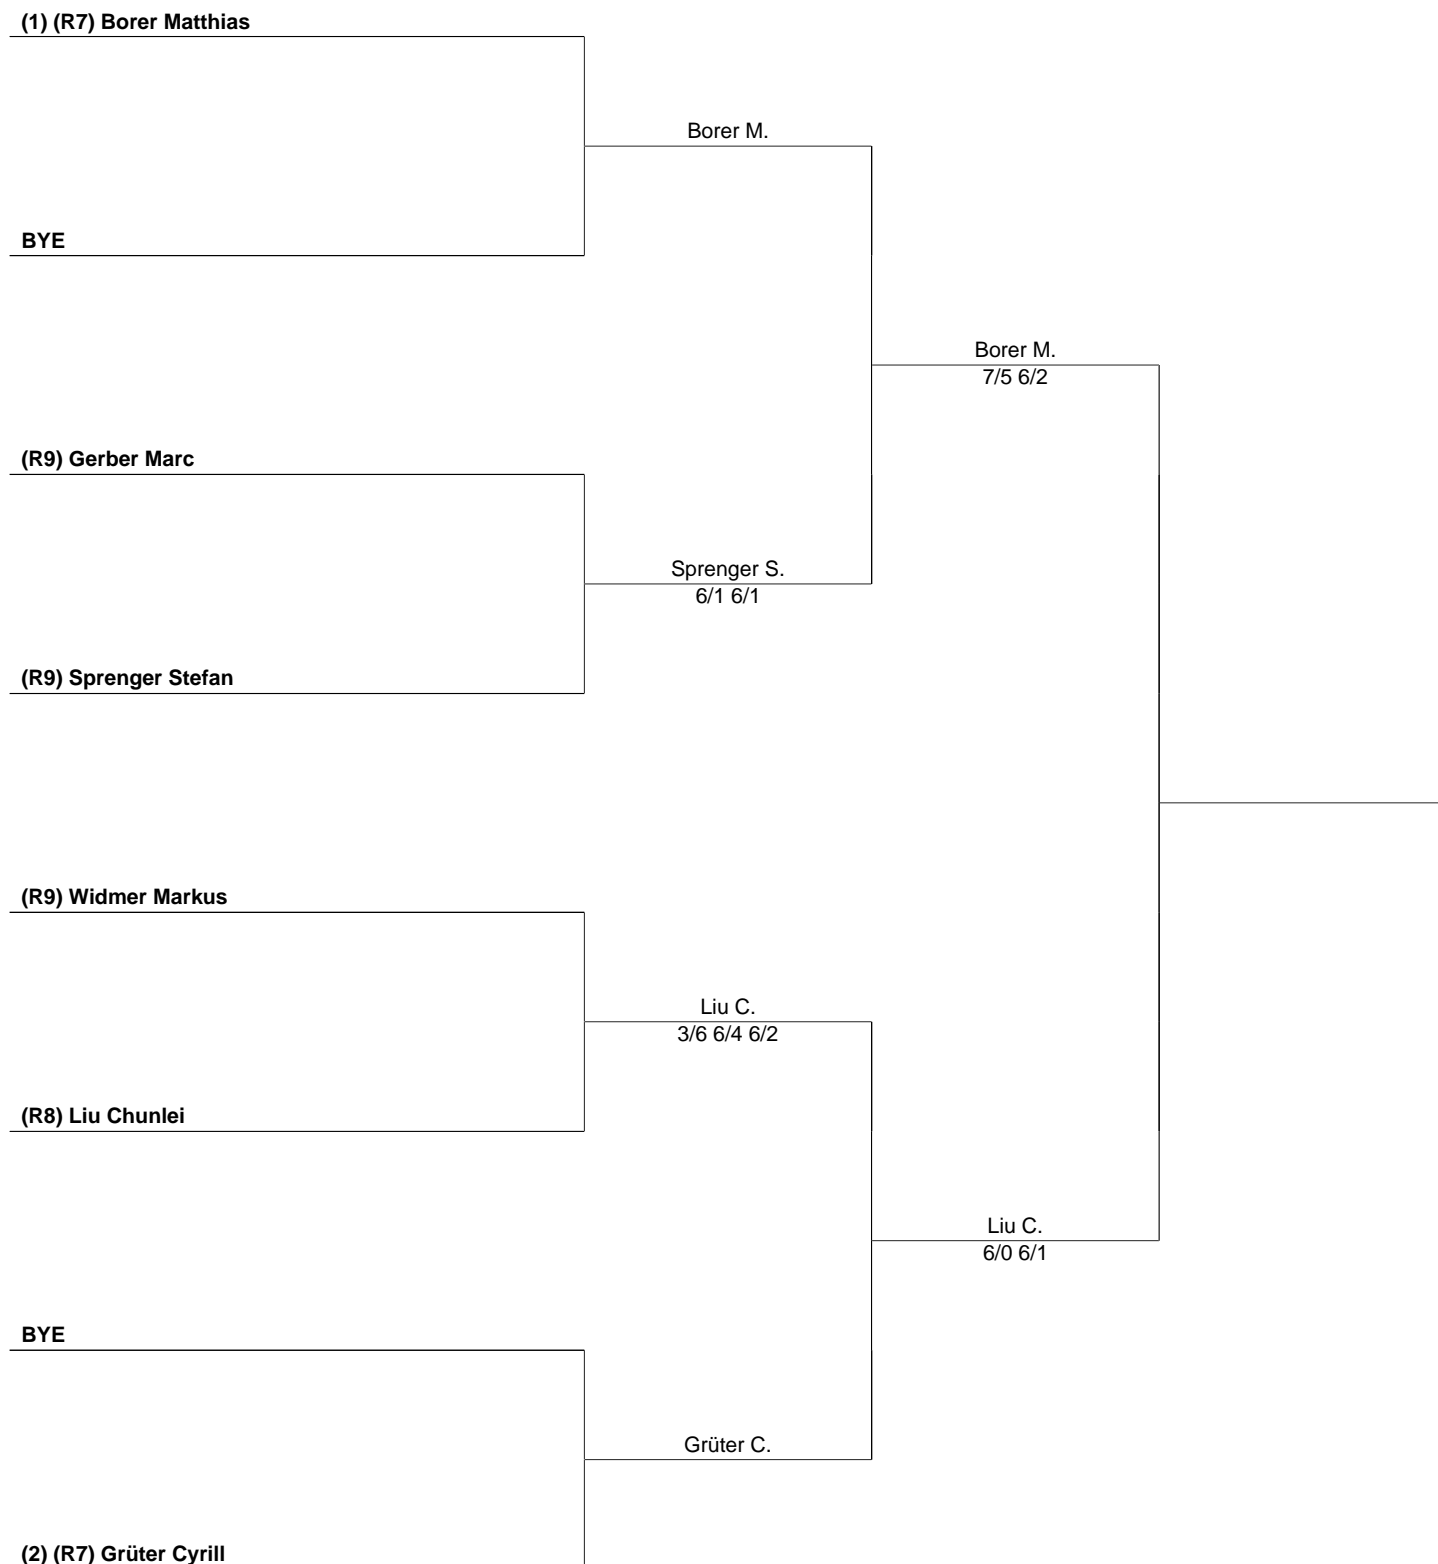 (1) (R7) Borer Matthias
Borer M.
BYE
Borer M.
7/5 6/2
(R9) Gerber Marc
Sprenger S.
6/1 6/1
(R9) Sprenger Stefan
(R9) Widmer Markus
Liu C.
3/6 6/4 6/2
(R8) Liu Chunlei
Liu C.
6/0 6/1
BYE
Grüter C.
(2) (R7) Grüter Cyrill